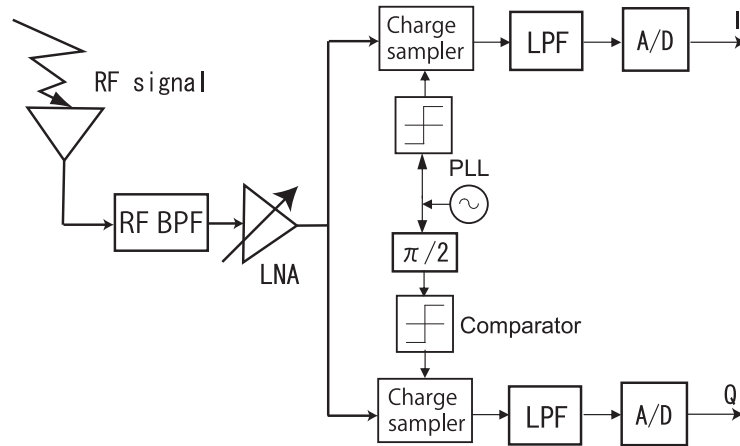 Charge
sampler
LPF
A/D
I
RF signal
PLL
RF BPF
LNA
π/2
Comparator
Charge
sampler
LPF
A/D
Q